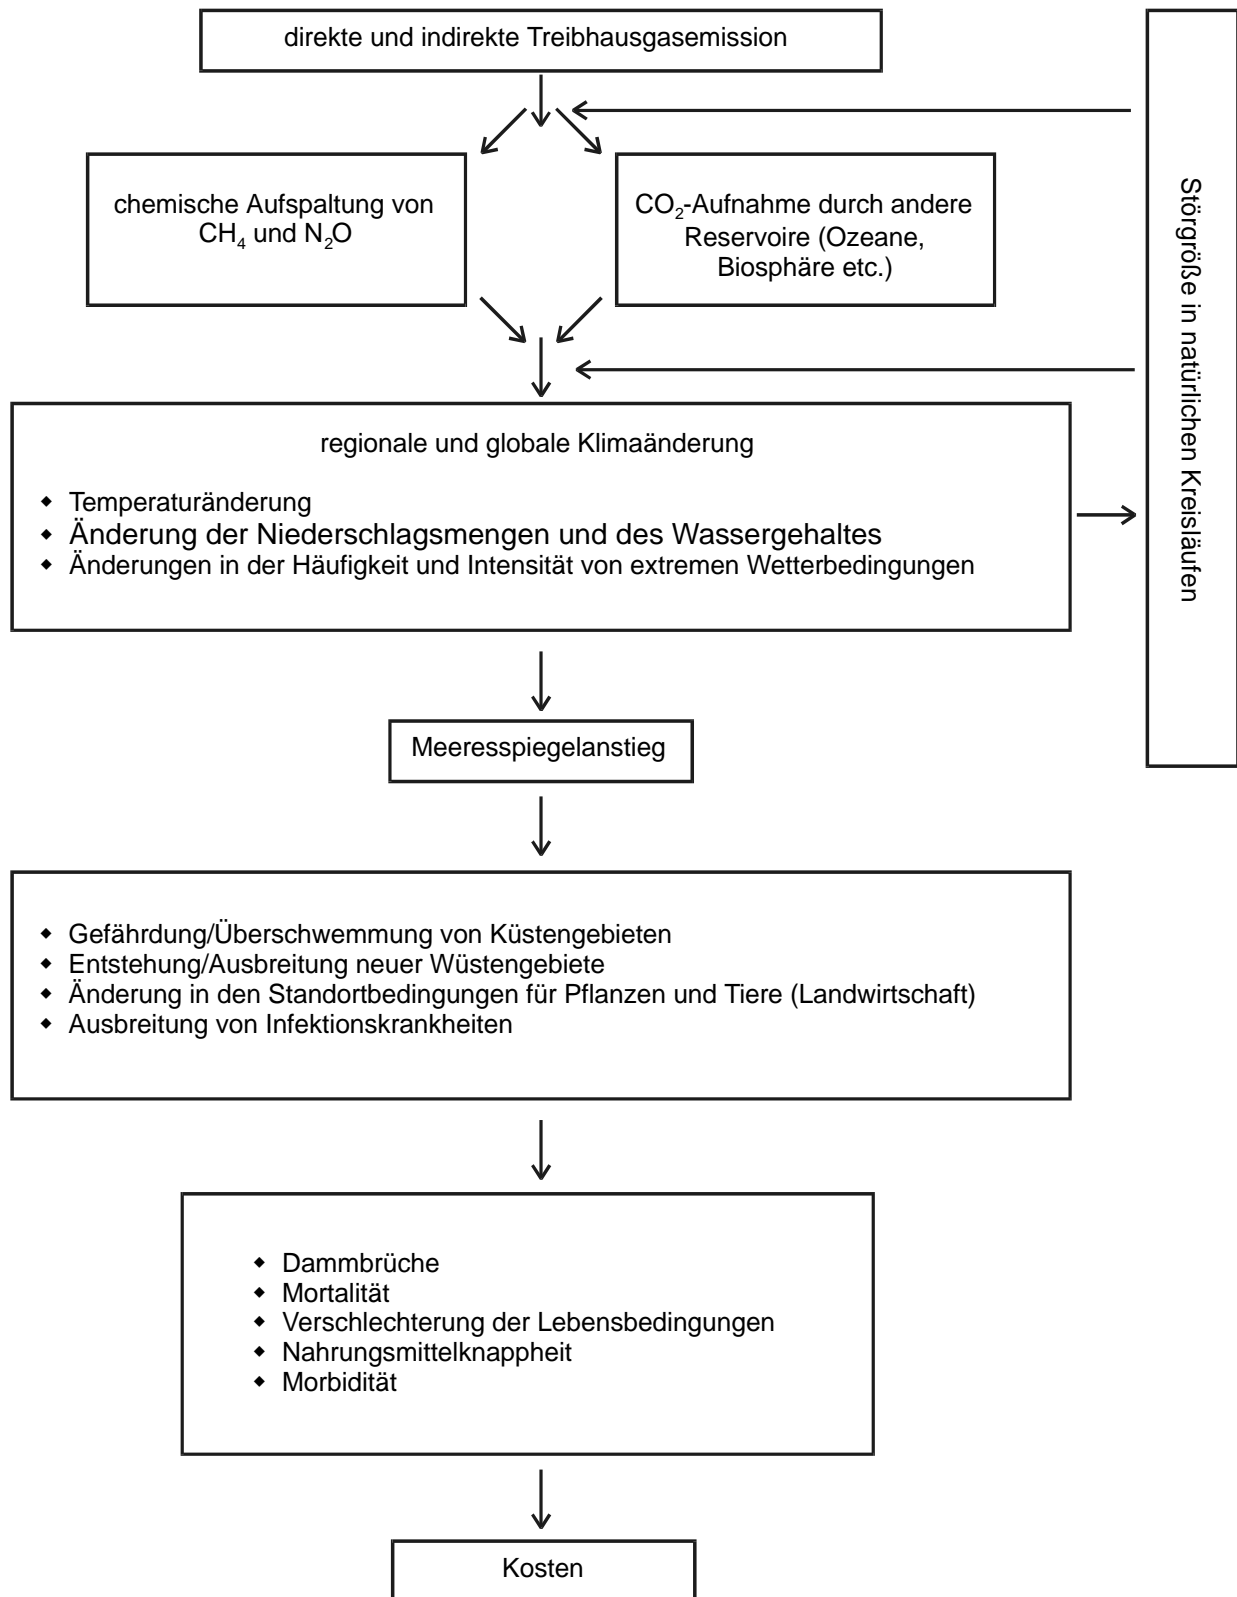 direkte und indirekte Treibhausgasemission
chemische Aufspaltung von
CH₄ und N₂O
CO₂-Aufnahme durch andere
Reservoire (Ozeane,
Biosphäre etc.)
Störgröße in natürlichen Kreisläufen
regionale und globale Klimaänderung
◆ Temperaturänderung
◆ Änderung der Niederschlagsmengen und des Wassergehaltes
◆ Änderungen in der Häufigkeit und Intensität von extremen Wetterbedingungen
Meeresspiegelanstieg
◆ Gefährdung/Überschwemmung von Küstengebieten
◆ Entstehung/Ausbreitung neuer Wüstengebiete
◆ Änderung in den Standortbedingungen für Pflanzen und Tiere (Landwirtschaft)
◆ Ausbreitung von Infektionskrankheiten
◆ Dammbrüche
◆ Mortalität
◆ Verschlechterung der Lebensbedingungen
◆ Nahrungsmittelknappheit
◆ Morbidität
Kosten